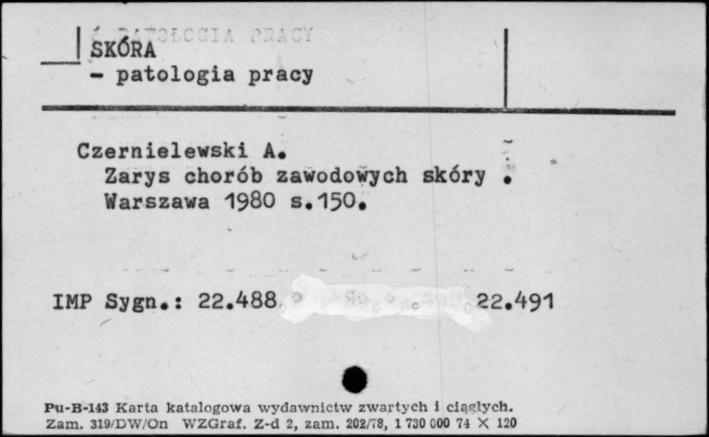 PATOLOGIA PRACY
SKÓRA
- patologia pracy
Czernielewski A.
Zarys chorób zawodowych skóry .
Warszawa 1980 s.150.
IMP Sygn.: 22.488 22.491
Pu-B-143 Karta katalogowa wydawnictw zwartych i ciągłych.
Zam. 319/DW/On WZGraf. Z-d 2, zam. 202/78, 1 730 000 74 X 120